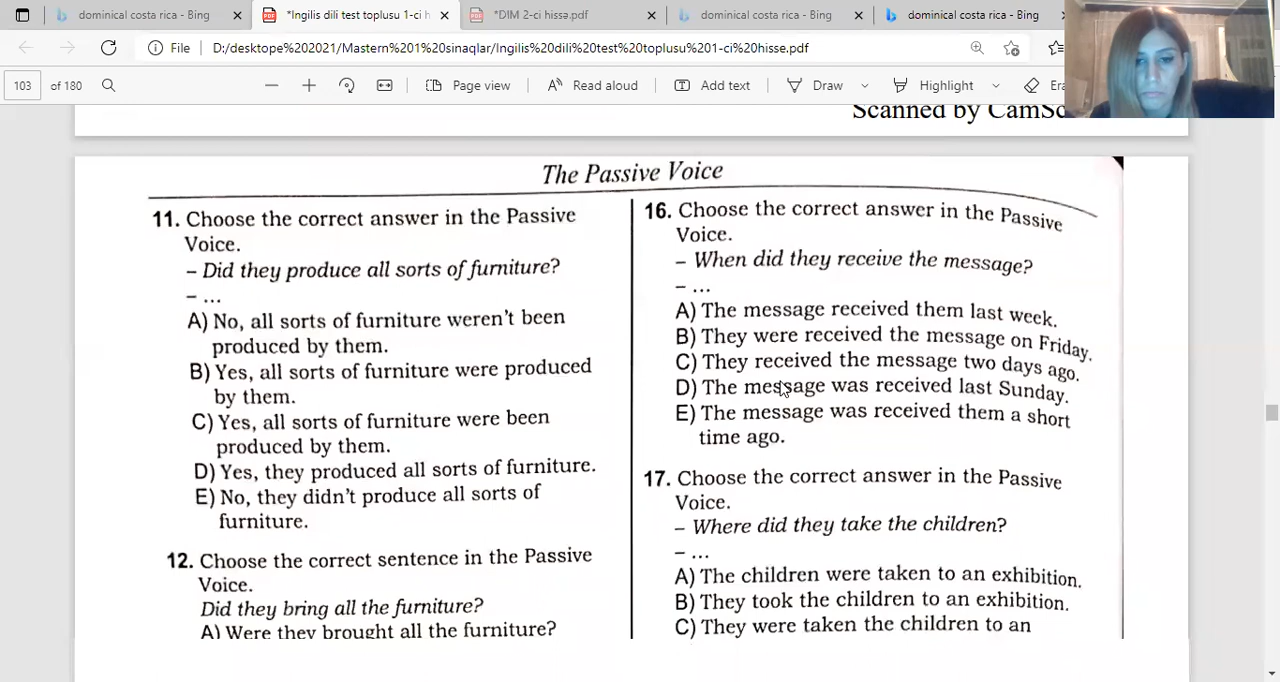 dominical costa rica - Bing
*Ingilis dili test toplusu 1-ci h
*DIM 2-ci hissə.pdf
dominical costa rica - Bing
dominical costa rica - Bing
File
D:/desktope%202021/Mastern%201%20sinaqlar/Ingilis%20dili%20test%20toplusu%201-ci%20hisse.pdf
103 of 180
Page view
Read aloud
Add text
Draw
Highlight
Era
Scanned by CamSc
The Passive Voice
11. Choose the correct answer in the Passive
Voice.
– Did they produce all sorts of furniture?
– ...
A) No, all sorts of furniture weren't been
produced by them.
B) Yes, all sorts of furniture were produced
by them.
C) Yes, all sorts of furniture were been
produced by them.
D) Yes, they produced all sorts of furniture.
E) No, they didn't produce all sorts of
furniture.
12. Choose the correct sentence in the Passive
Voice.
Did they bring all the furniture?
A) Were they brought all the furniture?
16. Choose the correct answer in the Passive
Voice.
– When did they receive the message?
– ...
A) The message received them last week.
B) They were received the message on Friday.
C) They received the message two days ago.
D) The message was received last Sunday.
E) The message was received them a short
time ago.
17. Choose the correct answer in the Passive
Voice.
– Where did they take the children?
– ...
A) The children were taken to an exhibition.
B) They took the children to an exhibition.
C) They were taken the children to an